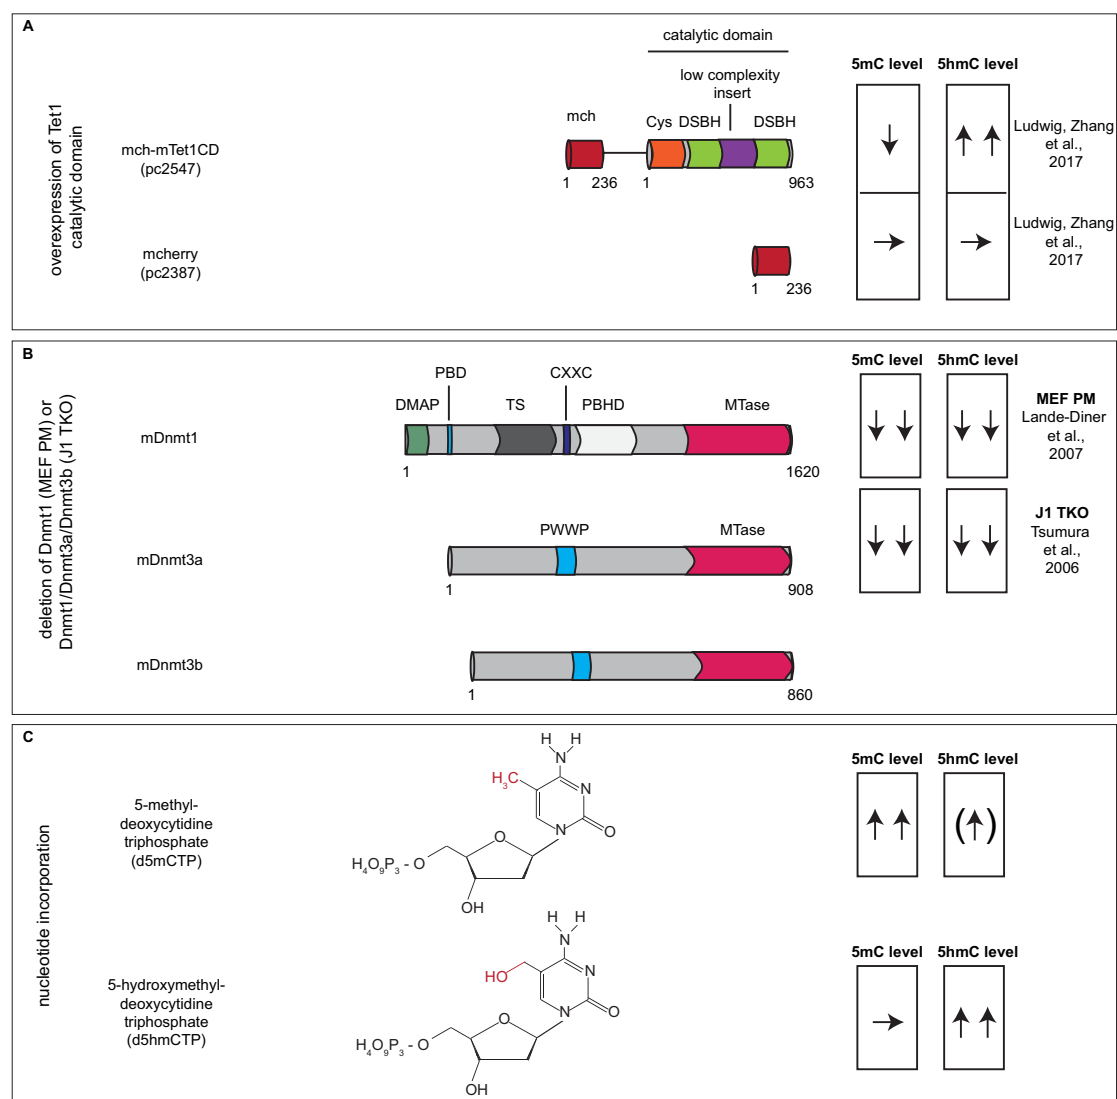 A
overexpression of Tet1
catalytic domain
mch-mTet1CD
(pc2547)
mch
1
236
catalytic domain
low complexity
insert
Cys
DSBH
DSBH
1
963
5mC level
5hmC level
Ludwig, Zhang
et al.,
2017
mcherry
(pc2387)
1
236
Ludwig, Zhang
et al.,
2017
B
deletion of Dnmt1 (MEF PM) or
Dnmt1/Dnmt3a/Dnmt3b (J1 TKO)
mDnmt1
PBD
CXXC
DMAP
TS
PBHD
MTase
1
1620
5mC level
5hmC level
MEF PM
Lande-Diner
et al.,
2007
mDnmt3a
PWWP
MTase
1
908
J1 TKO
Tsumura
et al.,
2006
mDnmt3b
1
860
C
nucleotide incorporation
5-methyl-
deoxycytidine
triphosphate
(d5mCTP)
H H
N
H3C
N
N
O
O
H4O9P3 - O
OH
5mC level
5hmC level
( )
5-hydroxymethyl-
deoxycytidine
triphosphate
(d5hmCTP)
H H
N
HO
N
N
O
O
H4O9P3 - O
OH
5mC level
5hmC level